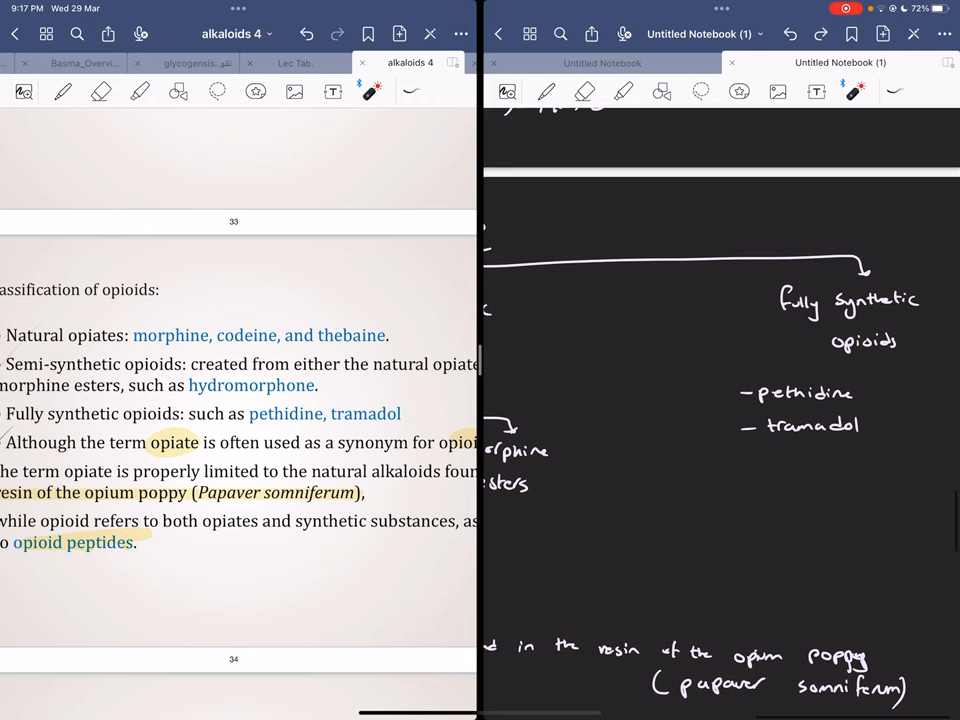 9:17 PM Wed 29 Mar
72%
alkaloids 4
Untitled Notebook (1)
Basma_Overvi...
glycogensis...تفو
Lec Tab.
alkaloids 4
Untitled Notebook
Untitled Notebook (1)
33
assification of opioids:
Natural opiates: morphine, codeine, and thebaine.
Semi-synthetic opioids: created from either the natural opiate
morphine esters, such as hydromorphone.
Fully synthetic opioids: such as pethidine, tramadol
Although the term opiate is often used as a synonym for opioi
he term opiate is properly limited to the natural alkaloids foun
resin of the opium poppy (Papaver somniferum),
while opioid refers to both opiates and synthetic substances, as
o opioid peptides.
34
fully synthetic
opioids
- pethidine
- tramadol
orphine
sters
nd in the resin of the opium poppy
(papaver somniferum)